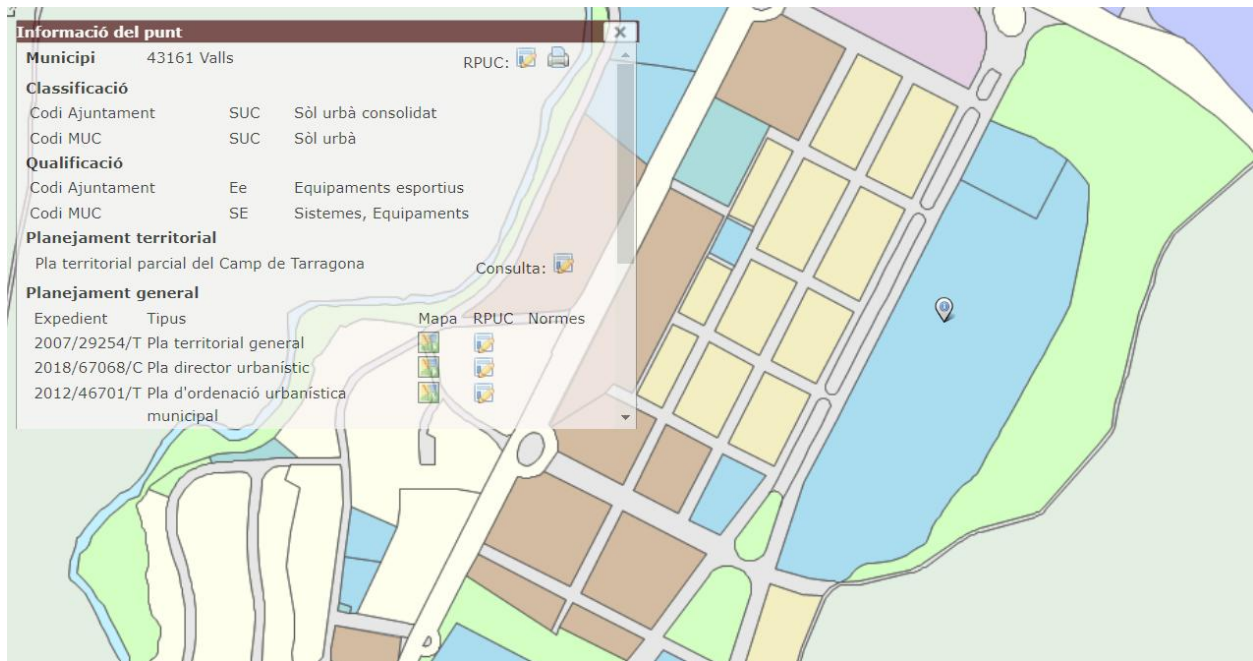 Informació del punt
Municipi 43161 Valls RPUC:
Classificació
Codi Ajuntament SUC Sòl urbà consolidat
Codi MUC SUC Sòl urbà
Qualificació
Codi Ajuntament Ee Equipaments esportius
Codi MUC SE Sistemes, Equipaments
Planejament territorial
Pla territorial parcial del Camp de Tarragona Consulta:
Planejament general
Expedient Tipus Mapa RPUC Normes
2007/29254/T Pla territorial general
2018/67068/C Pla director urbanístic
2012/46701/T Pla d'ordenació urbanística
municipal